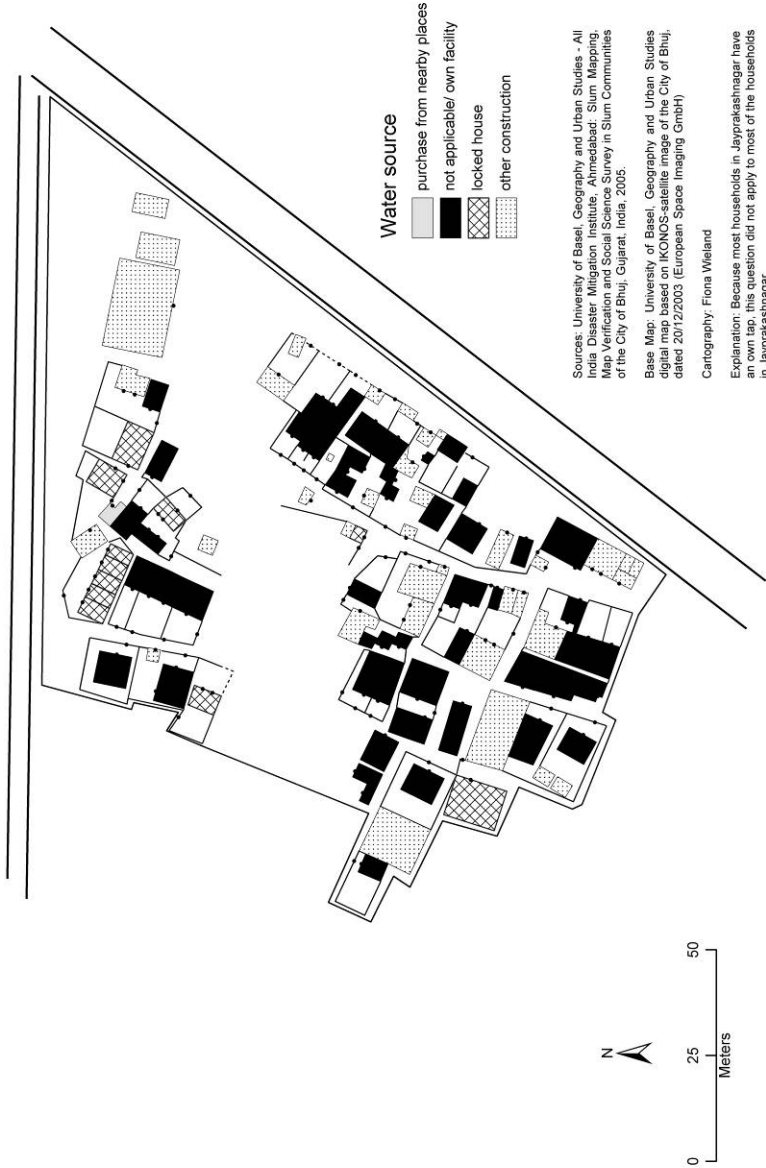 Water source
purchase from nearby places
not applicable/ own facility
locked house
other construction
Sources: University of Basel, Geography and Urban Studies - All
India Disaster Mitigation Institute, Ahmedabad: Slum Mapping,
Map Verification and Social Science Survey in Slum Communities
of the City of Bhuj, Gujarat, India, 2005.
Base Map: University of Basel, Geography and Urban Studies
digital map based on IKONOS-satellite image of the City of Bhuj,
dated 20/12/2003 (European Space Imaging GmbH)
Cartography: Fiona Wieland
Explanation: Because most households in Jayprakashnagar have
an own tap, this question did not apply to most of the households
in Jayprakashnagar
N
0 25 50
Meters